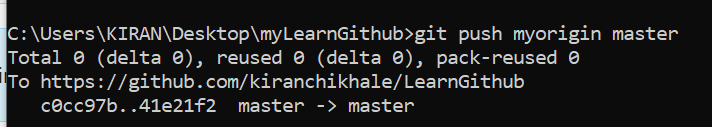 C:\Users\KIRAN\Desktop\myLearnGithub>git push myorigin master
Total 0 (delta 0), reused 0 (delta 0), pack-reused 0
To https://github.com/kiranchikhale/LearnGithub
   c0cc97b..41e21f2  master -> master